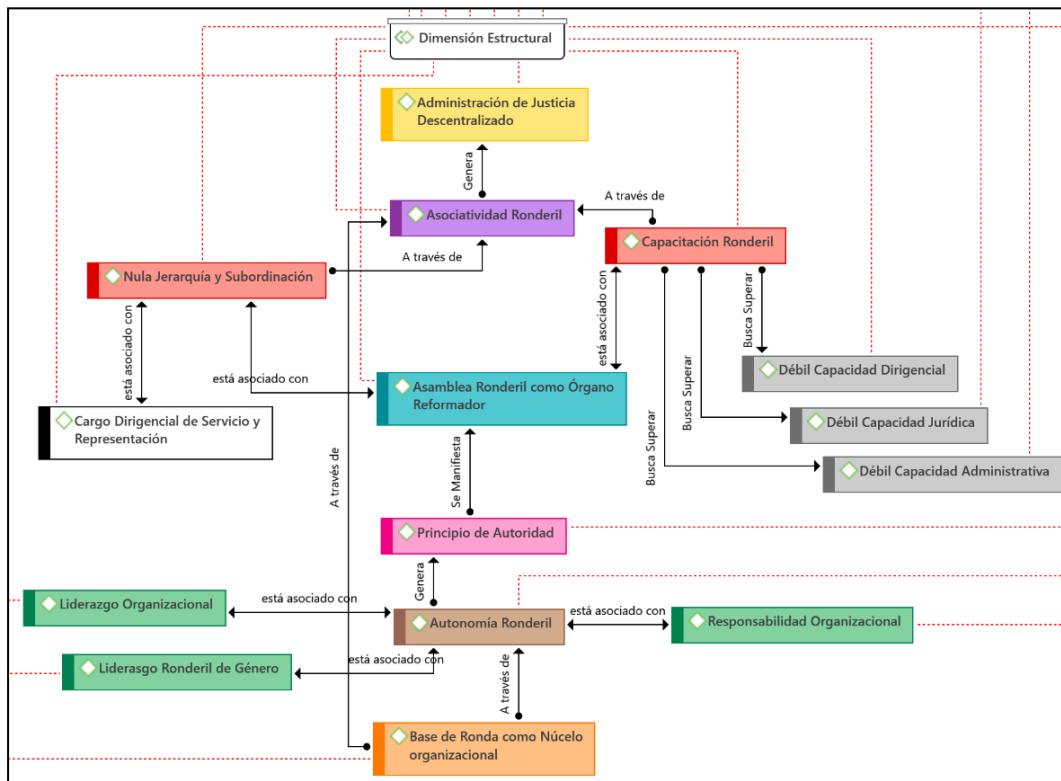 Dimensión Estructural
Administración de Justicia
Descentralizado
Genera
A través de
Asociatividad Ronderil
Capacitación Ronderil
A través de
Nula Jerarquía y Subordinación
está asociado con
está asociado con
está asociado con
Busca Superar
Busca Superar
Busca Superar
Débil Capacidad Dirigencial
Asamblea Ronderil como Órgano
Reformador
Cargo Dirigencial de Servicio y
Representación
Débil Capacidad Jurídica
Débil Capacidad Administrativa
A través de
Se Manifiesta
Principio de Autoridad
Genera
Liderazgo Organizacional
está asociado con
Autonomía Ronderil
está asociado con
Responsabilidad Organizacional
está asociado con
Liderasgo Ronderil de Género
A través de
Base de Ronda como Núcelo
organizacional